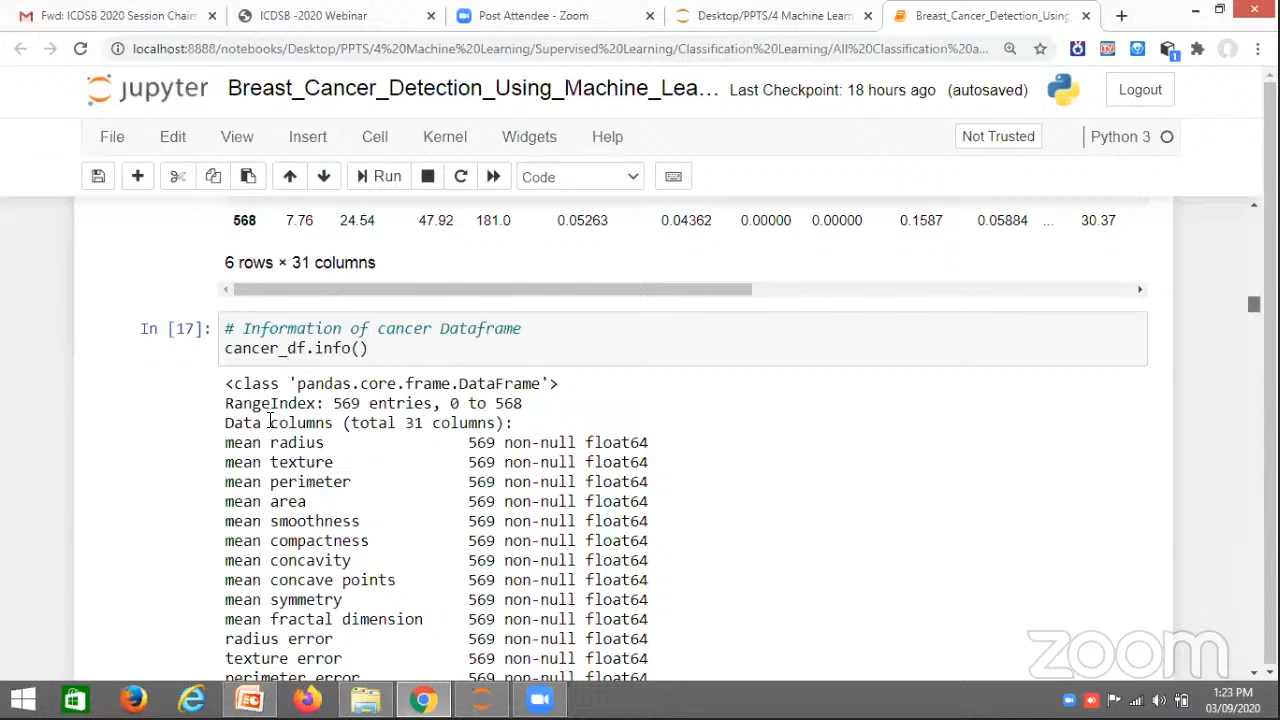 Fwd: ICDSB 2020 Session Chairs
ICDSB -2020 Webinar
Post Attendee - Zoom
Desktop/PPTS/4 Machine Learn
Breast_Cancer_Detection_Using
localhost:8888/notebooks/Desktop/PPTS/4%20Machine%20Learning/Supervised%20Learning/Classification%20Learning/All%20Classification%20a...
jupyter
Breast_Cancer_Detection_Using_Machine_Lea... Last Checkpoint: 18 hours ago (autosaved)
Logout
File Edit View Insert Cell Kernel Widgets Help
Not Trusted
Python 3
Run
Code
568 7.76 24.54 47.92 181.0 0.05263 0.04362 0.00000 0.00000 0.1587 0.05884 ... 30.37
6 rows × 31 columns
In [17]: # Information of cancer Dataframe
cancer_df.info()
<class 'pandas.core.frame.DataFrame'>
RangeIndex: 569 entries, 0 to 568
Data columns (total 31 columns):
mean radius 569 non-null float64
mean texture 569 non-null float64
mean perimeter 569 non-null float64
mean area 569 non-null float64
mean smoothness 569 non-null float64
mean compactness 569 non-null float64
mean concavity 569 non-null float64
mean concave points 569 non-null float64
mean symmetry 569 non-null float64
mean fractal dimension 569 non-null float64
radius error 569 non-null float64
texture error 569 non-null float64
perimeter error 569 non-null float64
zoom
1:23 PM
03/09/2020